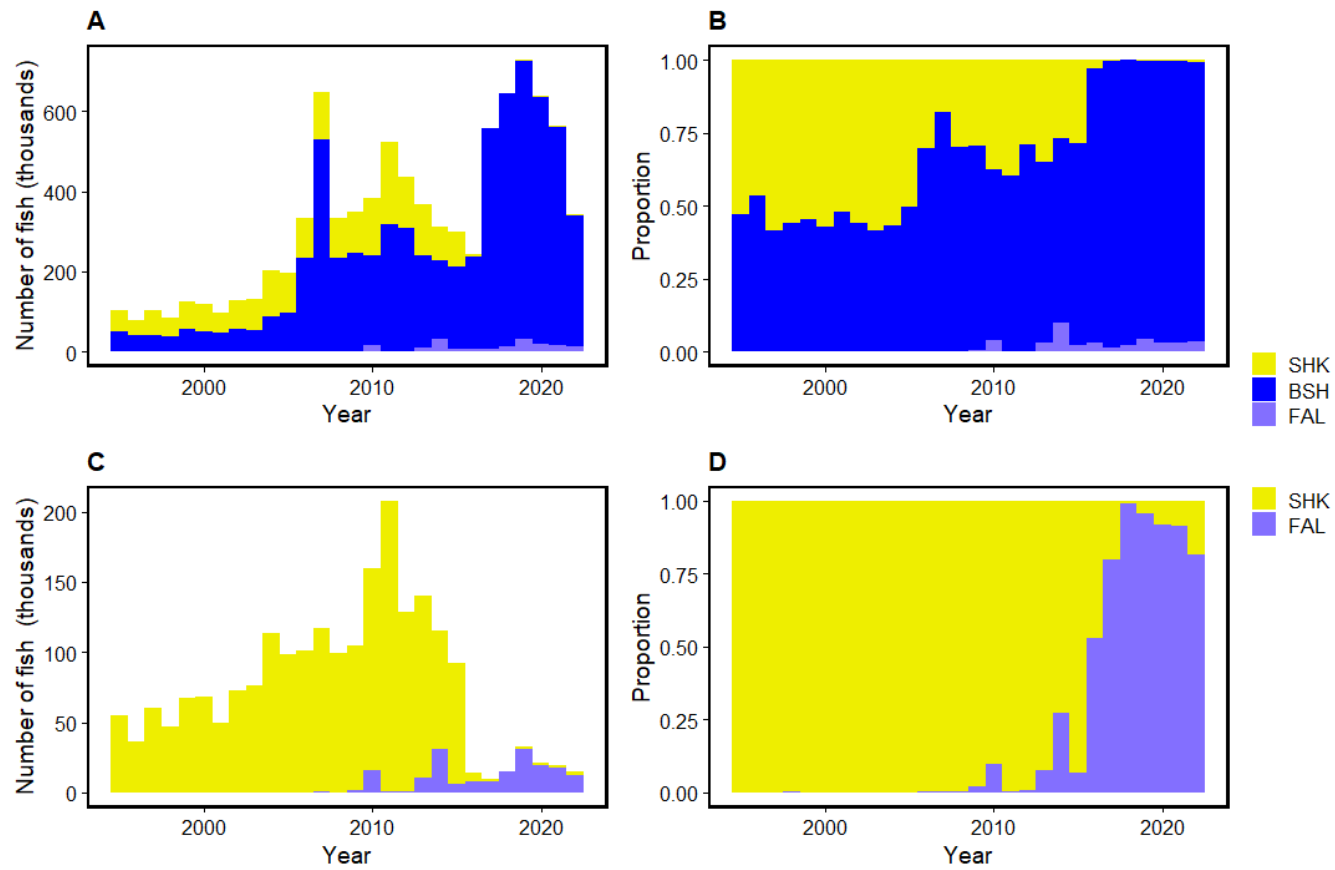 A
Number of fish (thousands)
600
400
200
0
2000
2010
2020
Year
B
Proportion
1.00
0.75
0.50
0.25
0.00
2000
2010
2020
Year
SHK
BSH
FAL
C
Number of fish (thousands)
200
150
100
50
0
2000
2010
2020
Year
D
Proportion
1.00
0.75
0.50
0.25
0.00
2000
2010
2020
Year
SHK
FAL